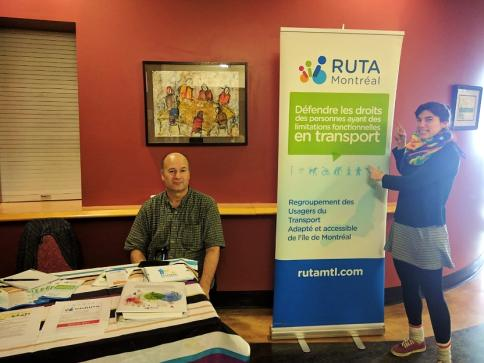 RUTA
Montréal
Défendre les droits
des personnes ayant des
limitations fonctionnelles
en transport
Regroupement des
Usagers du
Transport
Adapté et accessible
de l'île de Montréal
rutamtl.com